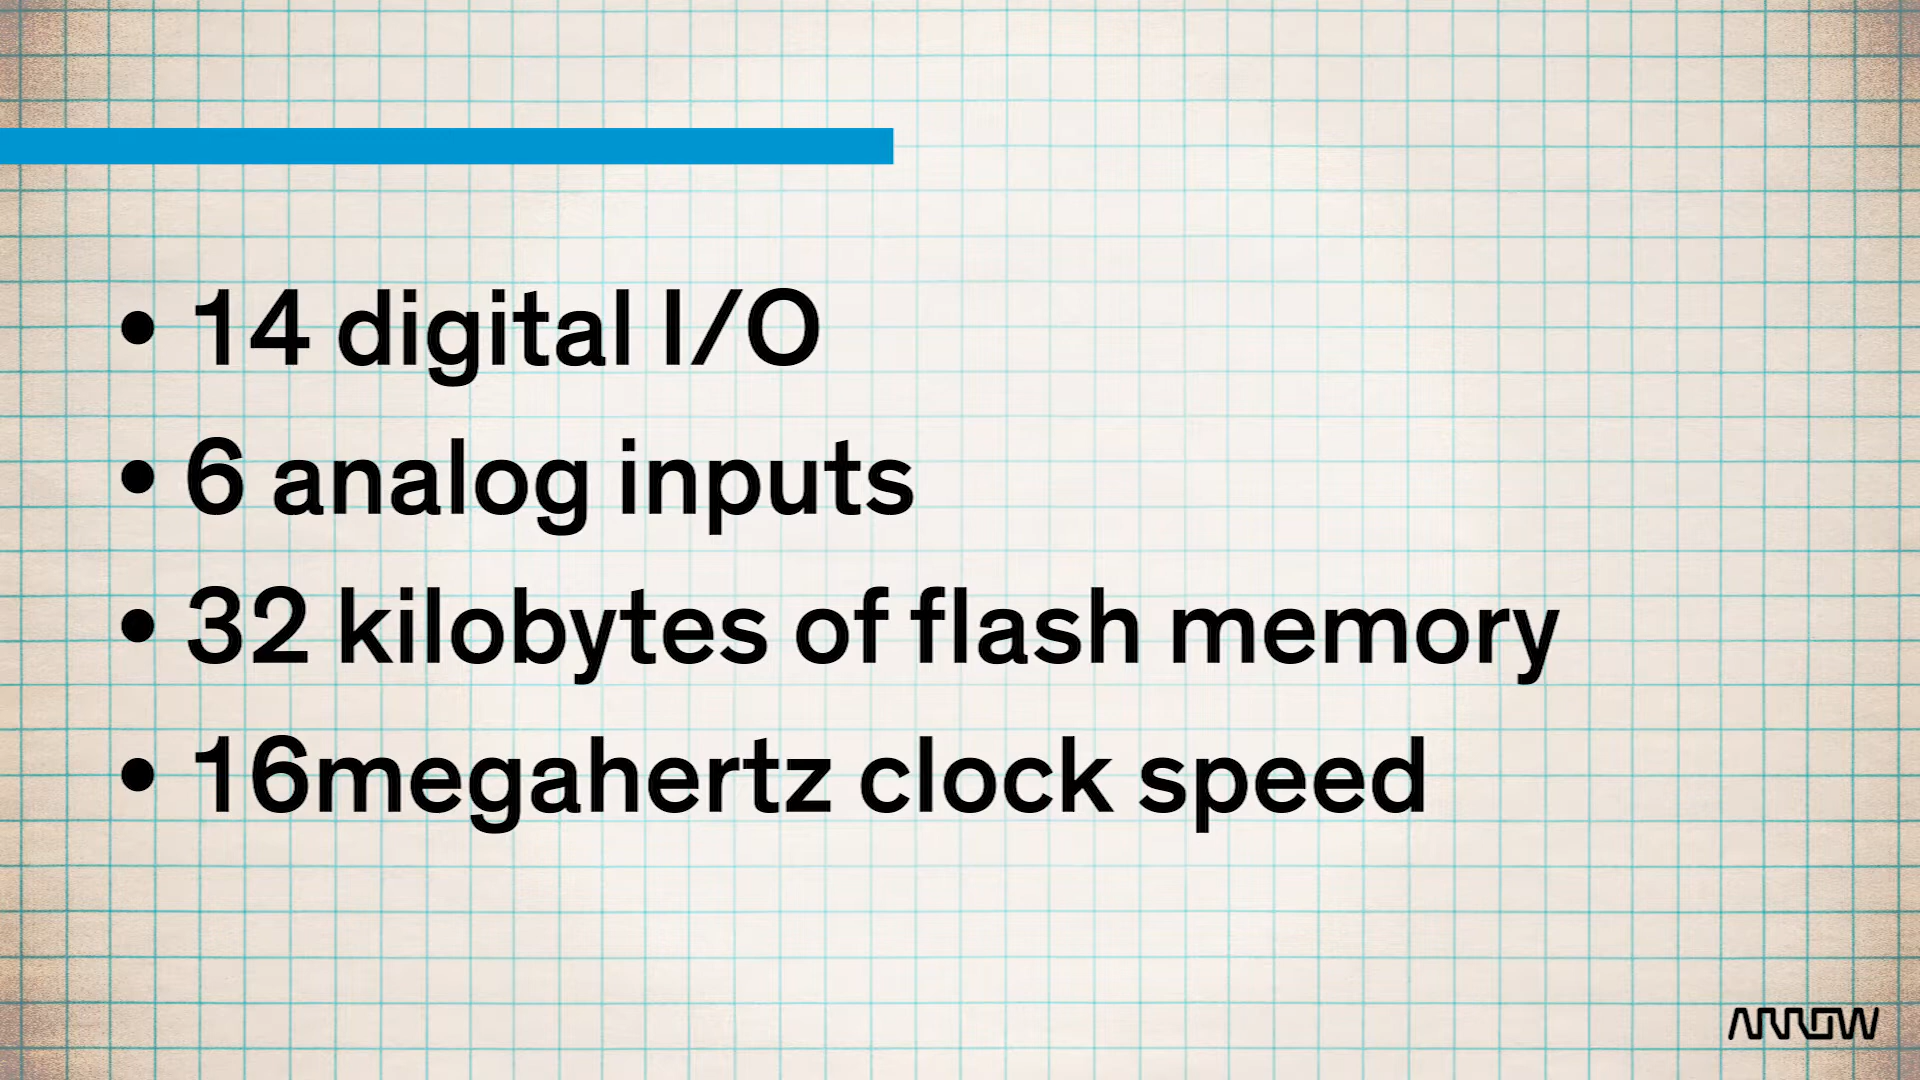 • 14 digital I/O
• 6 analog inputs
• 32 kilobytes of flash memory
• 16megahertz clock speed
ARROW